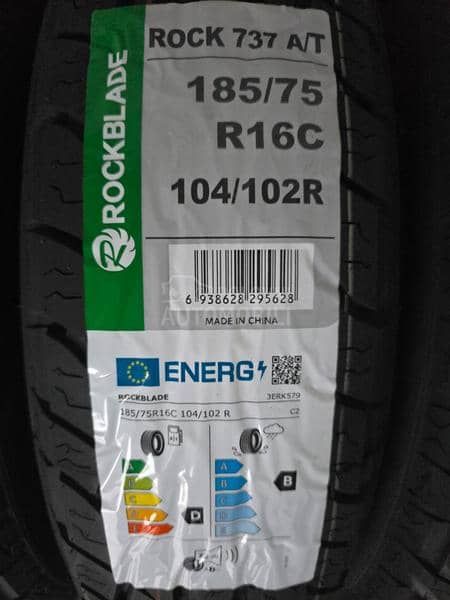 ROCKBLADE
ROCK 737 A/T
185/75
R16C
104/102R
6 938628 295628
MADE IN CHINA
ENERG
ROCKBLADE
3ERK579
185/75R16C 104/102 R
C2
A
B
C
D
E
D
A
B
C
D
E
B